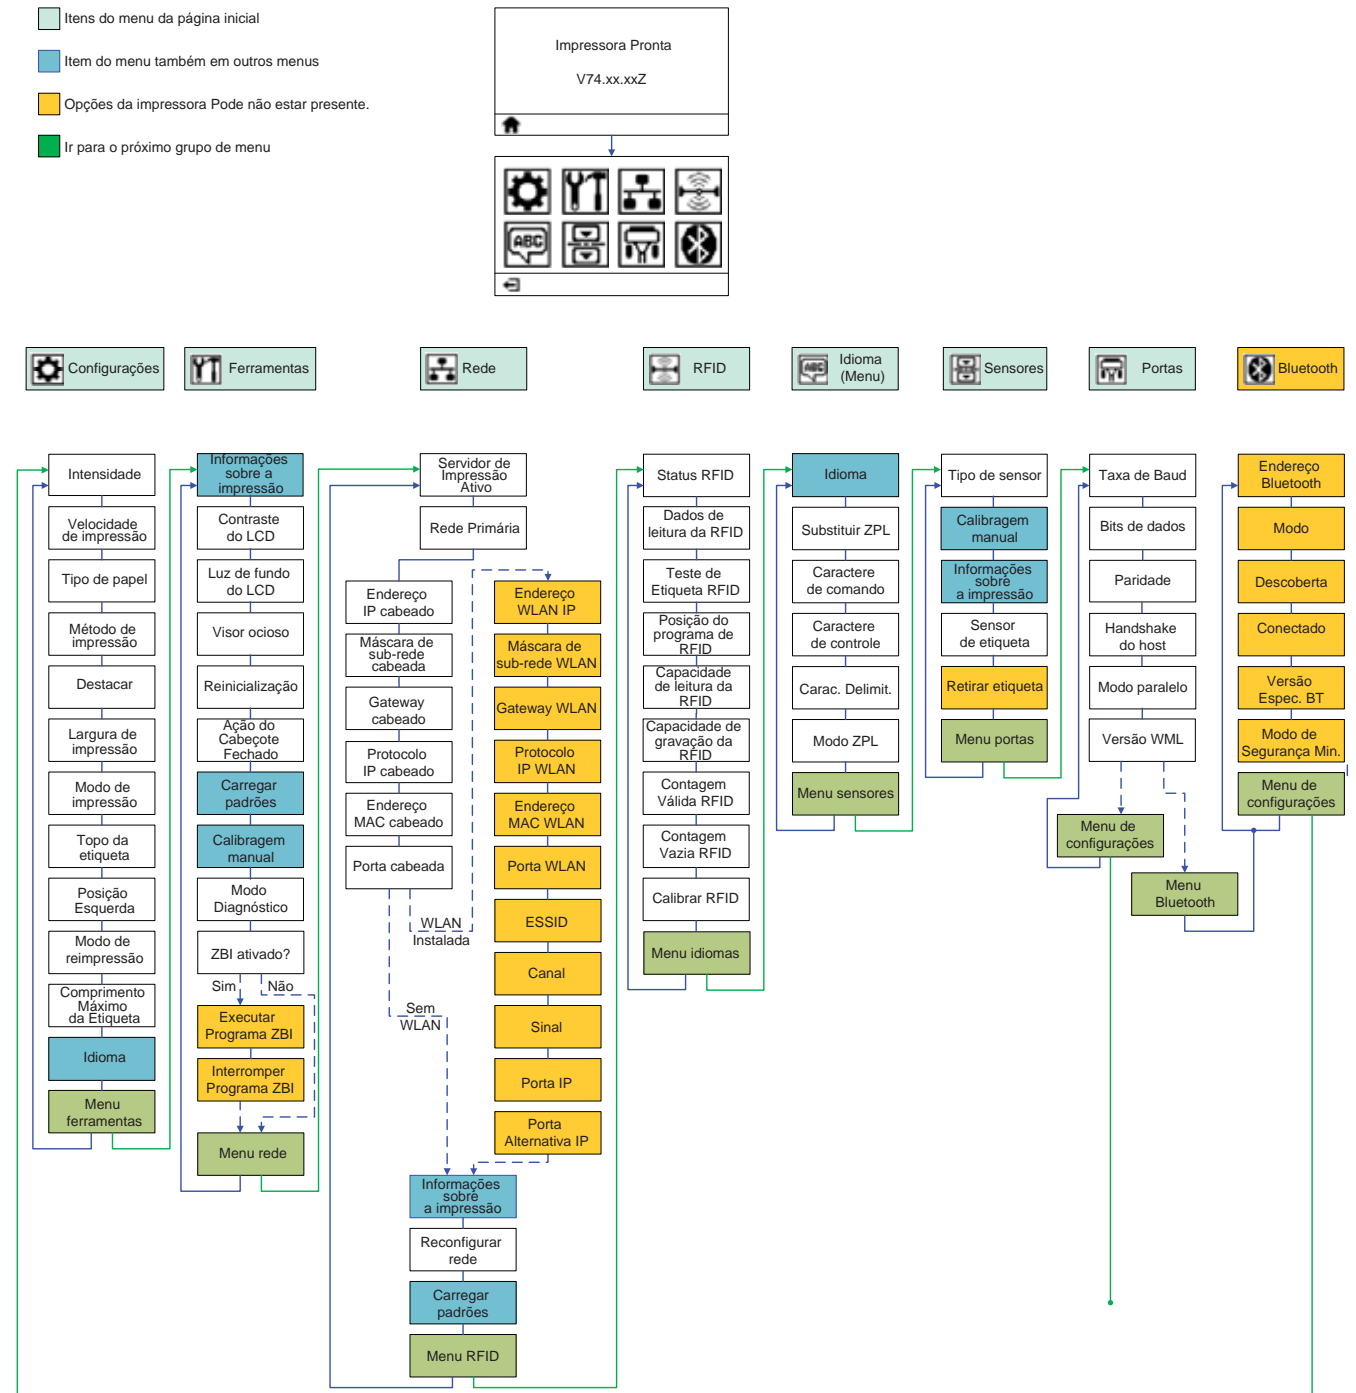 Itens do menu da página inicial
Item do menu também em outros menus
Opções da impressora Pode não estar presente.
Ir para o próximo grupo de menu
Impressora Pronta
V74.xx.xxZ
ABC
Configurações
Ferramentas
Rede
RFID
ABC
Idioma
(Menu)
Sensores
Portas
Bluetooth
Intensidade
Velocidade
de impressão
Tipo de papel
Método de
impressão
Destacar
Largura de
impressão
Modo de
impressão
Topo da
etiqueta
Posição
Esquerda
Modo de
reimpressão
Comprimento
Máximo
da Etiqueta
Idioma
Menu
ferramentas
Informações
sobre a
impressão
Contraste
do LCD
Luz de fundo
do LCD
Visor ocioso
Reinicialização
Ação do
Cabeçote
Fechado
Carregar
padrões
Calibragem
manual
Modo
Diagnóstico
ZBI ativado?
Sim
Não
Executar
Programa ZBI
Interromper
Programa ZBI
Menu rede
Servidor de
Impressão
Ativo
Rede Primária
Endereço
IP cabeado
Máscara de
sub-rede
cabeada
Gateway
cabeado
Protocolo
IP cabeado
Endereço
MAC cabeado
Porta cabeada
WLAN
Instalada
Sem
WLAN
Endereço
WLAN IP
Máscara de
sub-rede WLAN
Gateway WLAN
Protocolo
IP WLAN
Endereço
MAC WLAN
Porta WLAN
ESSID
Canal
Sinal
Porta IP
Porta
Alternativa IP
Informações
sobre
a impressão
Reconfigurar
rede
Carregar
padrões
Menu RFID
Status RFID
Dados de
leitura da RFID
Teste de
Etiqueta RFID
Posição do
programa de
RFID
Capacidade
de leitura da
RFID
Capacidade de
gravação da
RFID
Contagem
Válida RFID
Contagem
Vazia RFID
Calibrar RFID
Menu idiomas
Idioma
Substituir ZPL
Caractere
de comando
Caractere
de controle
Carac. Delimit.
Modo ZPL
Menu sensores
Tipo de sensor
Calibragem
manual
Informações
sobre
a impressão
Sensor
de etiqueta
Retirar etiqueta
Menu portas
Taxa de Baud
Bits de dados
Paridade
Handshake
do host
Modo paralelo
Versão WML
Menu de
configurações
Menu
Bluetooth
Endereço
Bluetooth
Modo
Descoberta
Conectado
Versão
Espec. BT
Modo de
Segurança Min.
Menu de
configurações